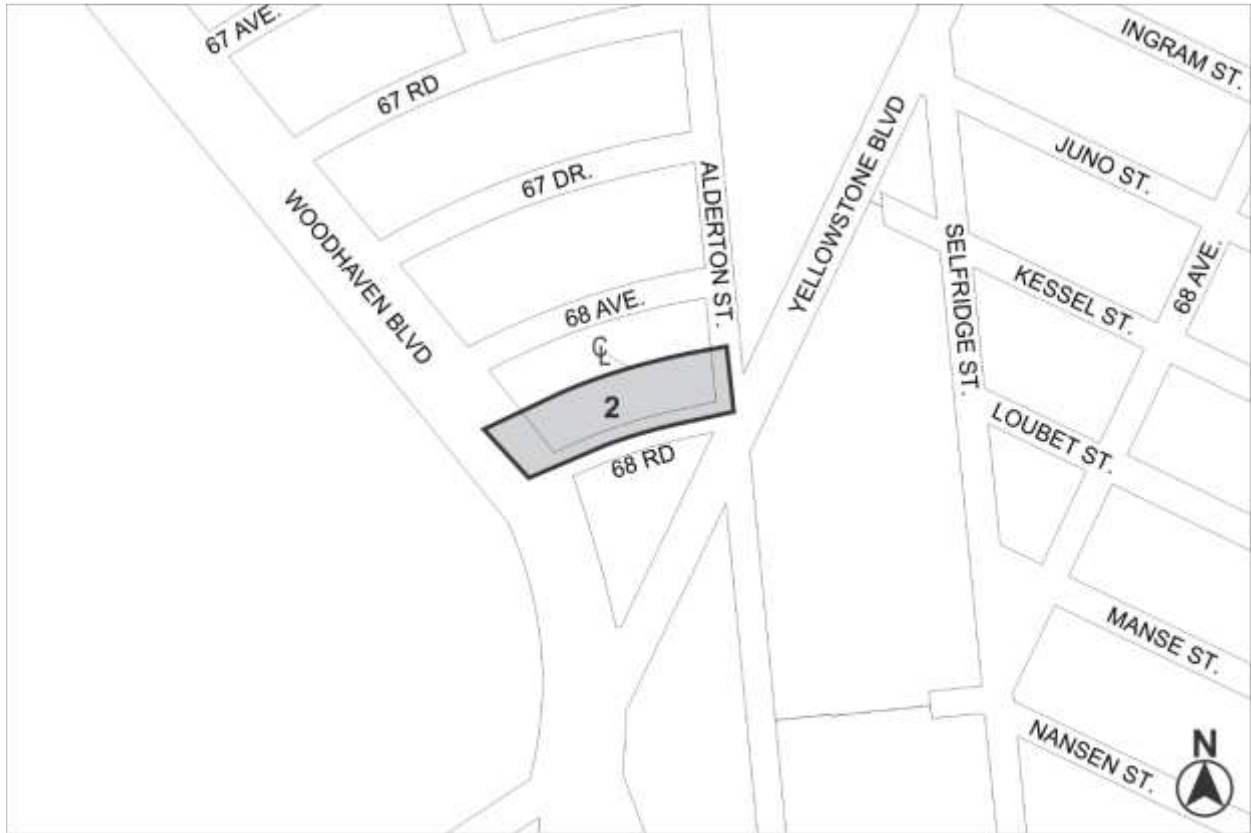 67 AVE.
INGRAM ST.
67 RD
JUNO ST.
YELLOWSTONE BLVD
67 DR.
ALDERTON ST.
WOODHAVEN BLVD
SELFRIDGE ST.
68 AVE.
KESSEL ST.
68 AVE.
℄
2
LOUBET ST.
68 RD
MANSE ST.
NANSEN ST.
N